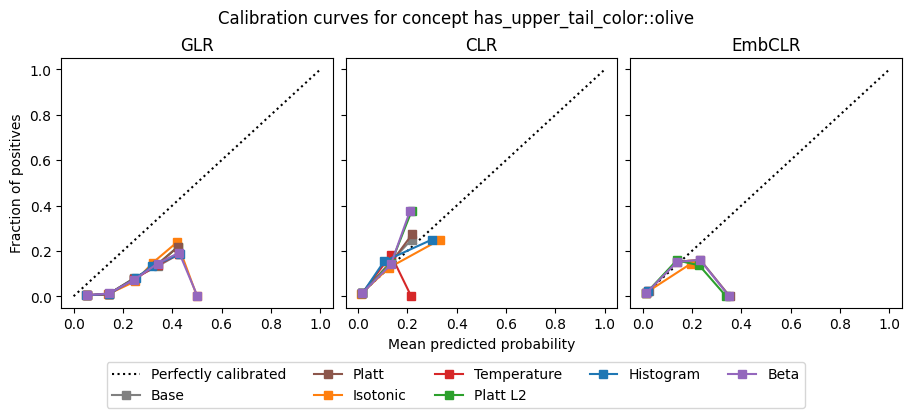 Calibration curves for concept has_upper_tail_color::olive
GLR
CLR
EmbCLR
Fraction of positives
1.0
0.8
0.6
0.4
0.2
0.0
0.0 0.2 0.4 0.6 0.8 1.0
0.0 0.2 0.4 0.6 0.8 1.0
0.0 0.2 0.4 0.6 0.8 1.0
Mean predicted probability
Perfectly calibrated Platt Temperature Histogram Beta
Base Isotonic Platt L2